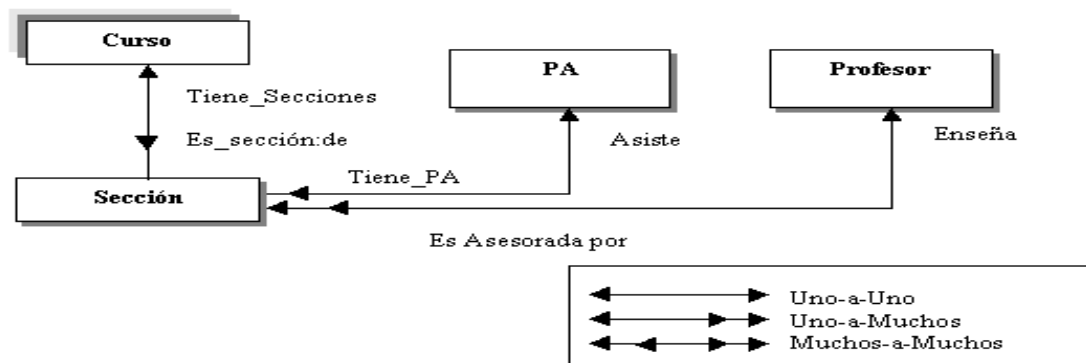 Curso
PA
Profesor
Tiene_Secciones
Es_sección:de
Asiste
Enseña
Tiene_PA
Sección
Es Asesorada por
Uno-a-Uno
Uno-a-Muchos
Muchos-a-Muchos